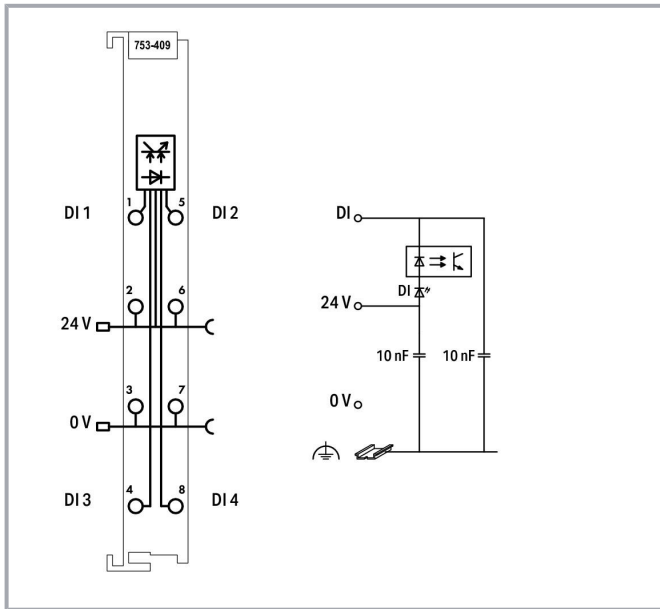 753-409
1 5
DI 1 DI 2
2 6
24 V
3 7
0 V
4 8
DI 3 DI 4
DI
DI
24 V
10 nF 10 nF
0 V